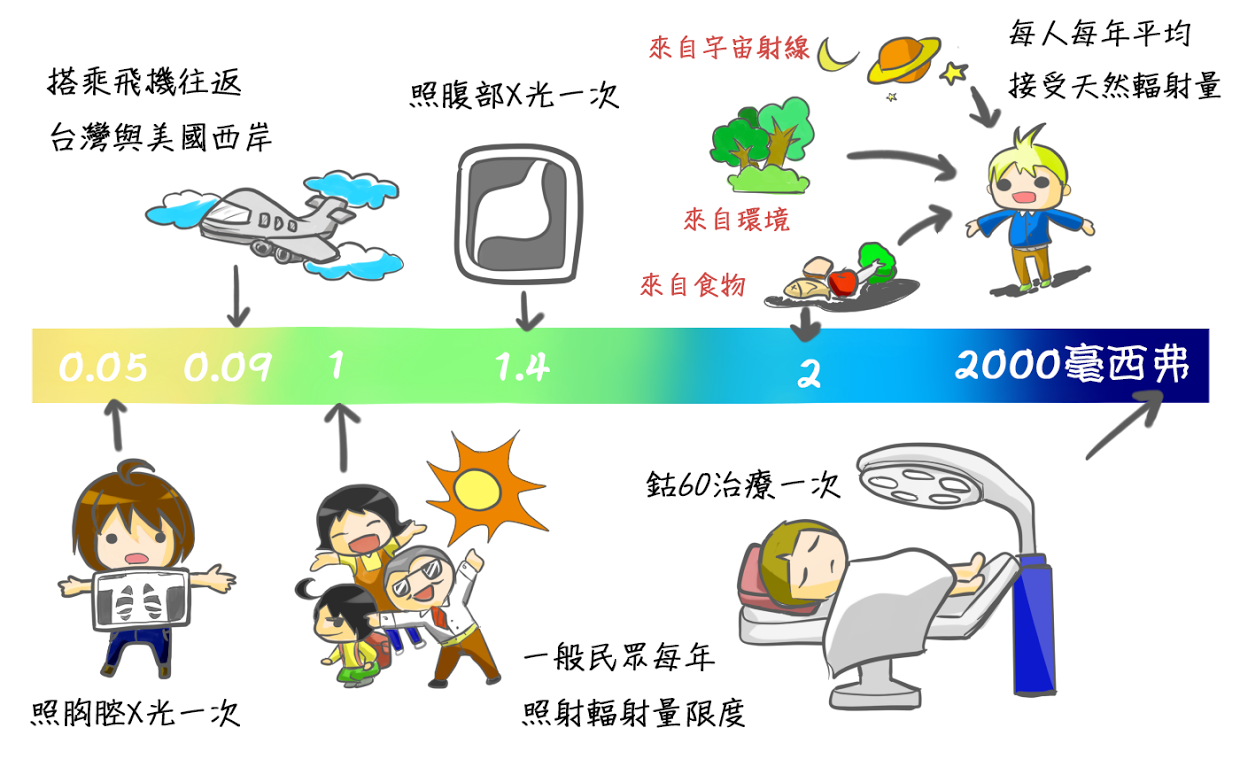 搭乘飛機往返
台灣與美國西岸
照腹部X光一次
來自宇宙射線
來自環境
來自食物
每人每年平均
接受天然輻射量
0.05
0.09
1
1.4
2
2000毫西弗
照胸腔X光一次
一般民眾每年
照射輻射量限度
鈷60治療一次